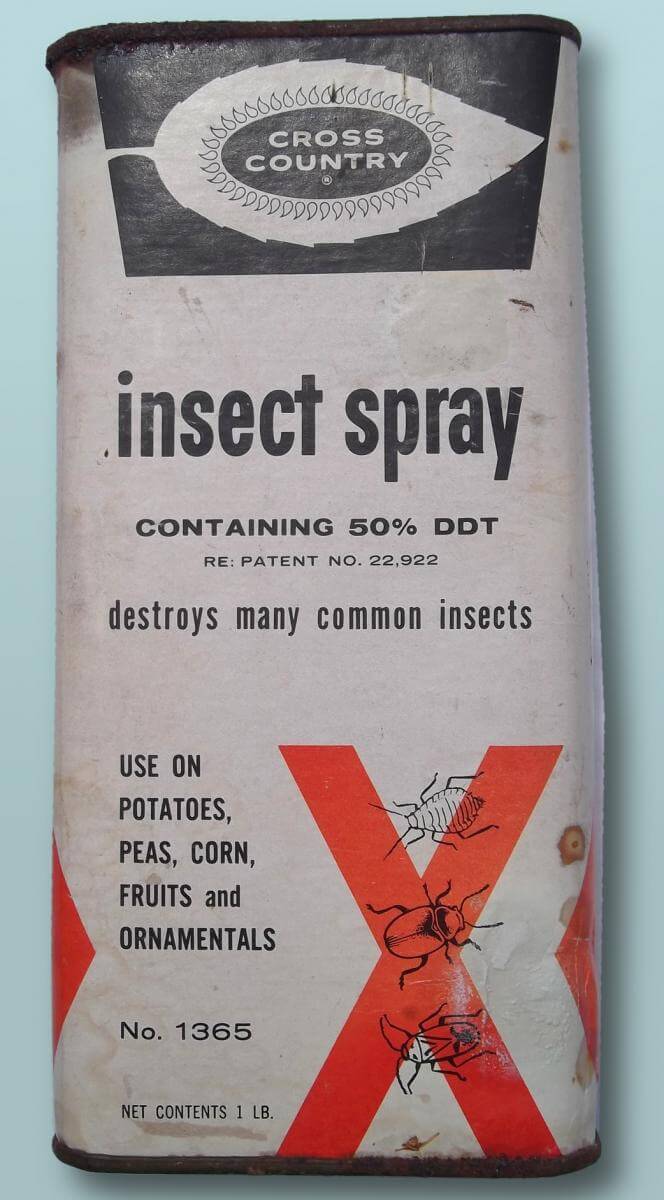 CROSS
COUNTRY
®
insect spray
CONTAINING 50% DDT
RE: PATENT NO. 22,922
destroys many common insects
USE ON
POTATOES,
PEAS, CORN,
FRUITS and
ORNAMENTALS
No. 1365
NET CONTENTS 1 LB.